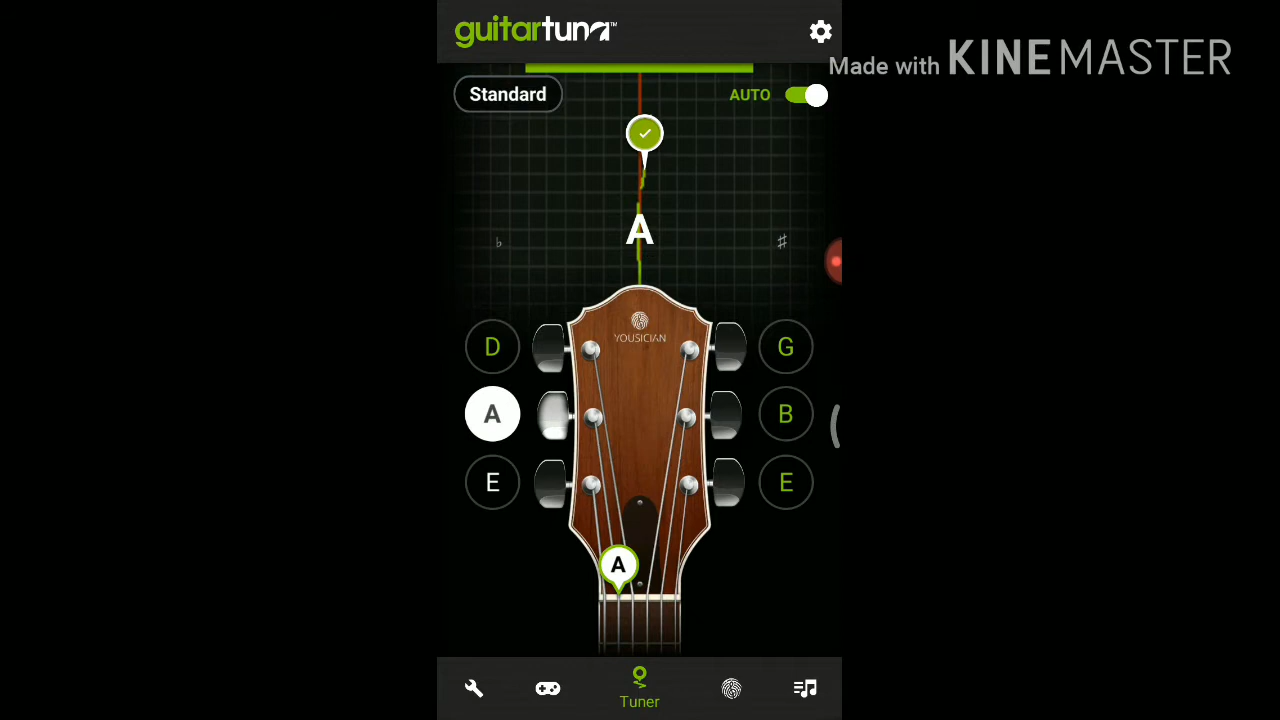 guitartuna™
Made with KINEMASTER
Standard
AUTO
A
♭
♯
YOUSICIAN
D
G
A
B
E
E
A
Tuner